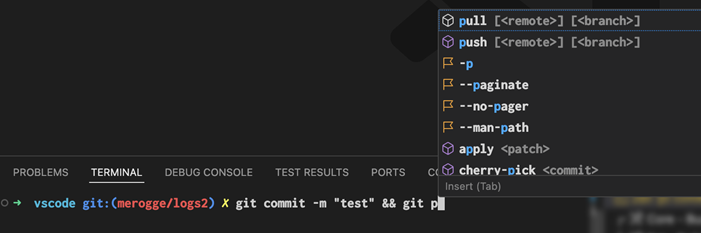 pull [<remote>] [<branch>]
push [<remote>] [<branch>]
-p
--paginate
--no-pager
--man-path
apply <patch>
cherry-pick <commit>
Insert (Tab)
PROBLEMS TERMINAL DEBUG CONSOLE TEST RESULTS PORTS
➜ vscode git:(merogge/logs2) ✗ git commit -m "test" && git p